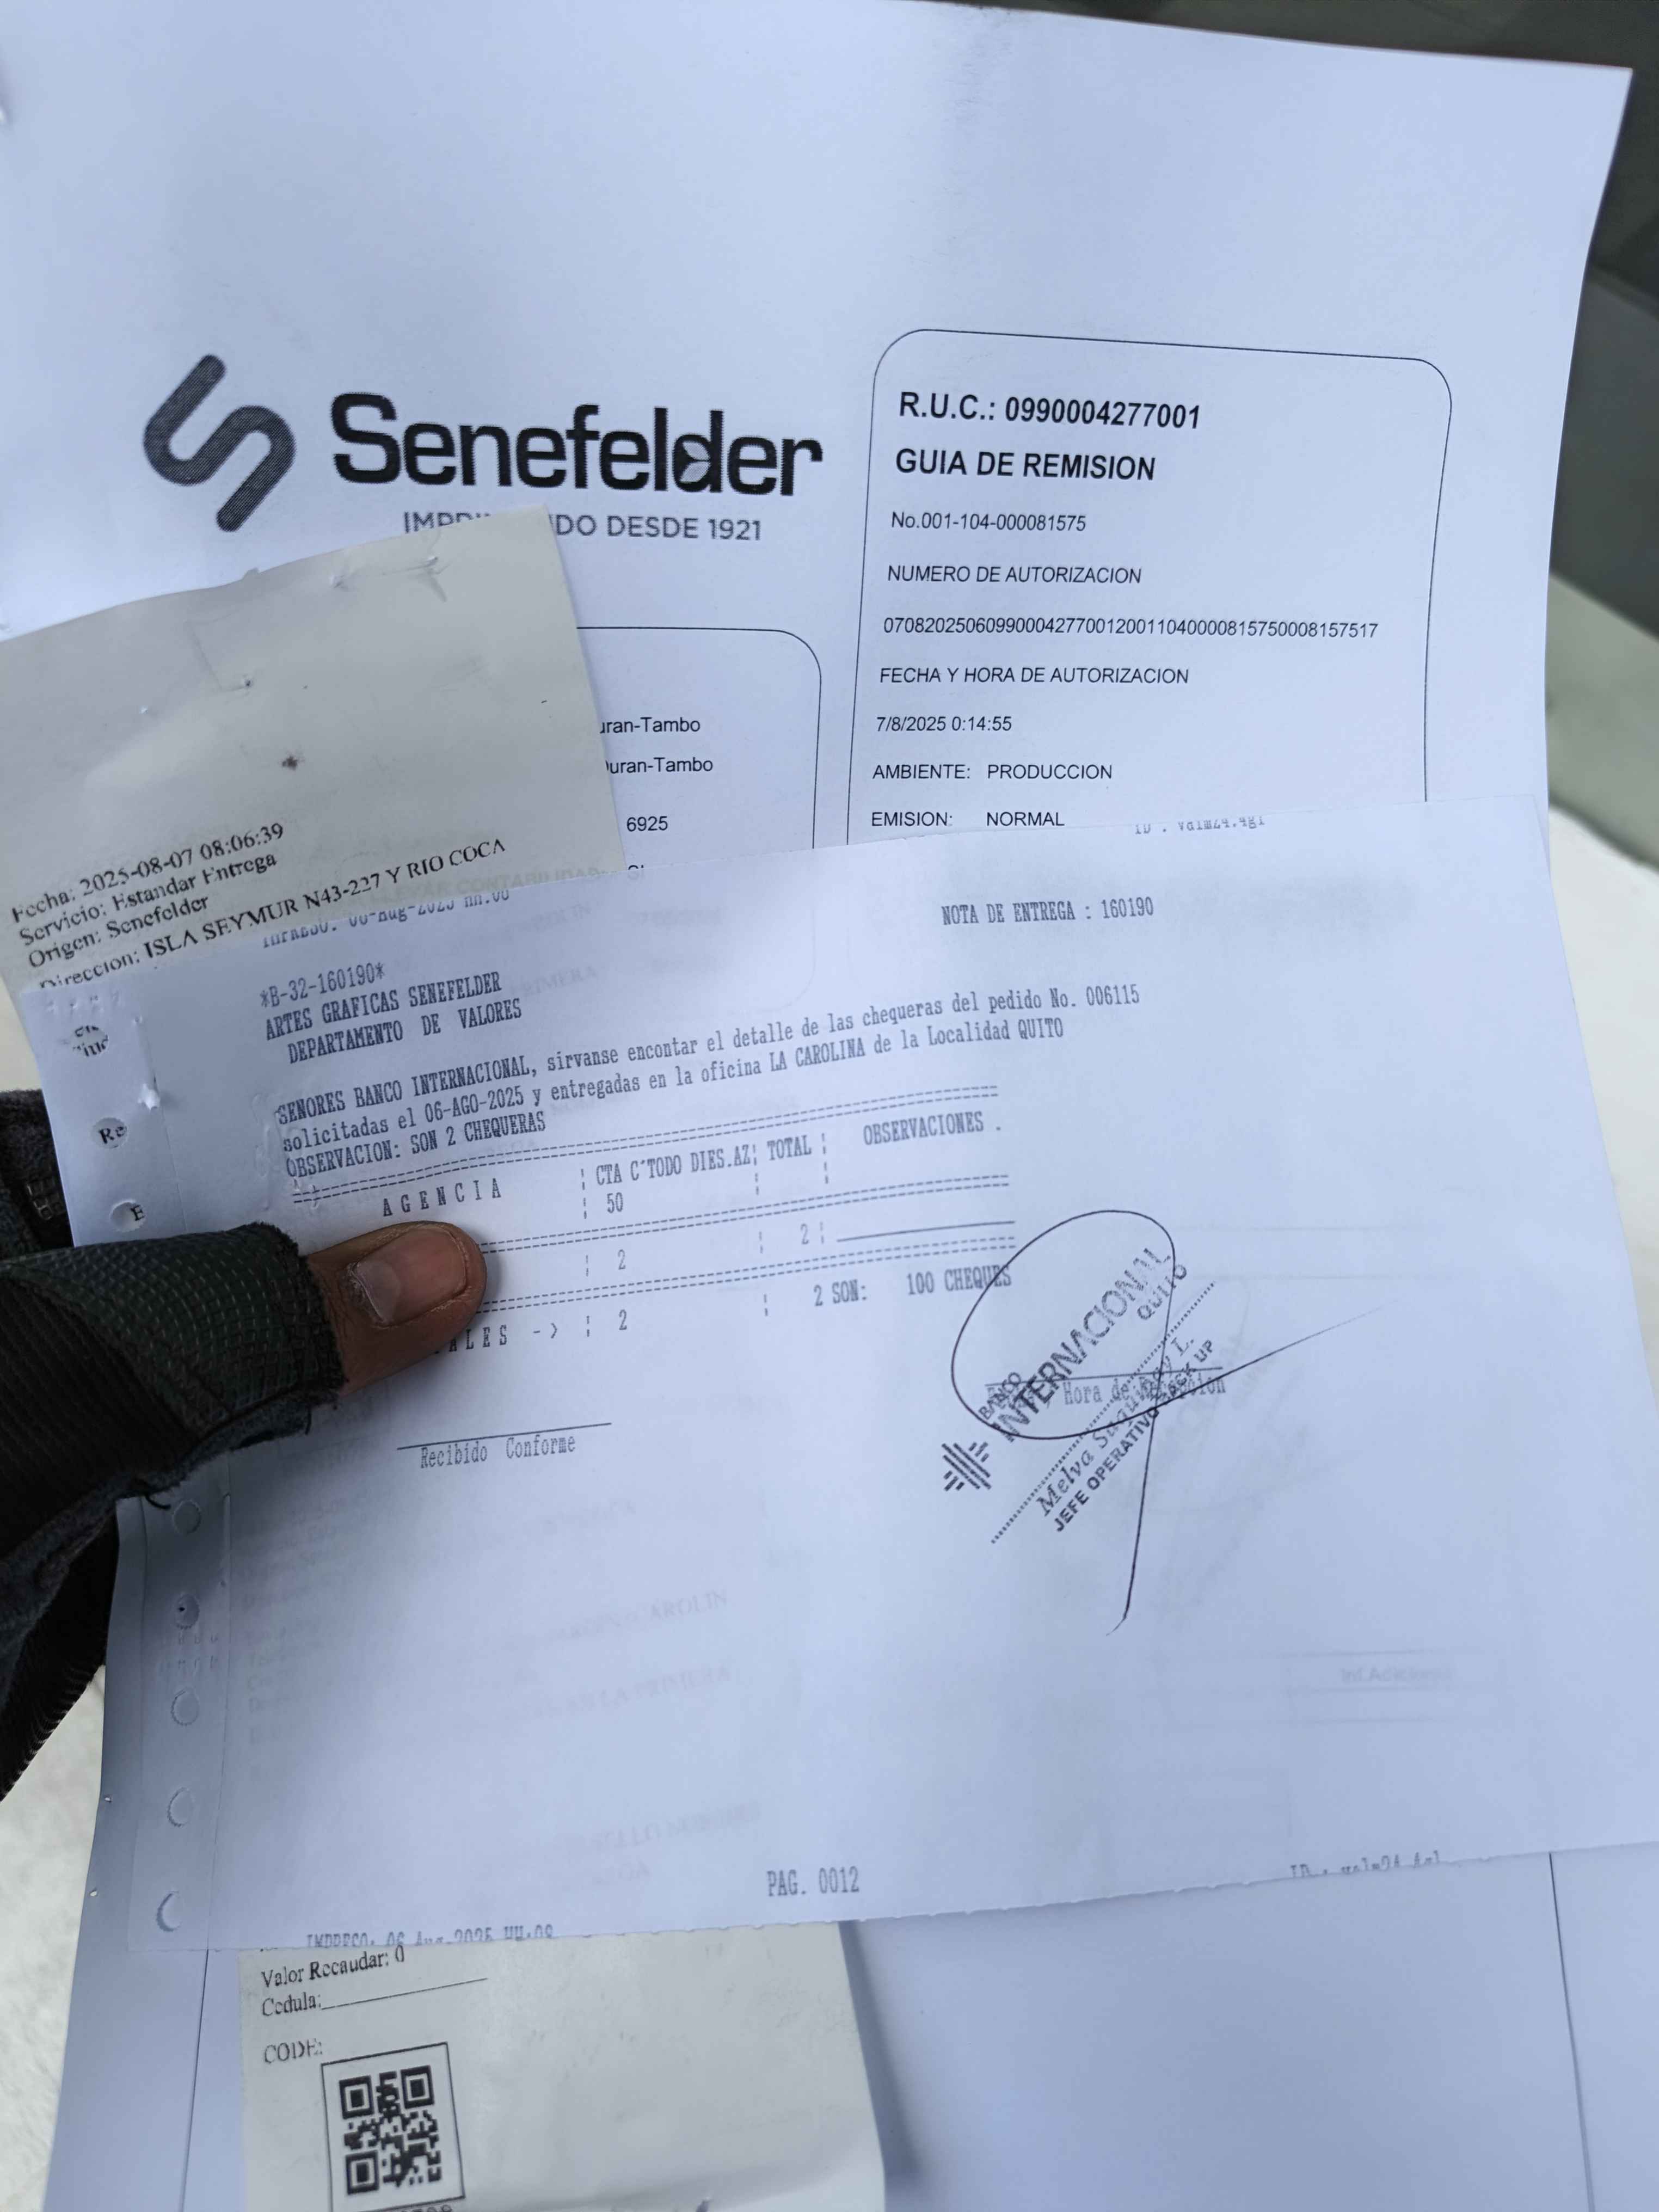 Senefelder
DO DESDE 1921
R.U.C.: 0990004277001
GUIA DE REMISION
No.001-104-000081575
NUMERO DE AUTORIZACION
0708202506099000427700120011040000815750008157517
FECHA Y HORA DE AUTORIZACION
7/8/2025 0:14:55
AMBIENTE: PRODUCCION
EMISION: NORMAL
uran-Tambo
uran-Tambo
6925
Fecha: 2025-08-07 08:06:39
Servicio: Estandar Entrega
Origen: Senefelder
Direccion: ISLA SEYMUR N43-227 Y RIO COCA
NOTA DE ENTREGA : 160190
*B-32-160190*
ARTES GRAFICAS SENEFELDER
DEPARTAMENTO DE VALORES
SENORES BANCO INTERNACIONAL, sirvanse encontar el detalle de las chequeras del pedido No. 006115
solicitadas el 06-AGO-2025 y entregadas en la oficina LA CAROLINA de la Localidad QUITO
OBSERVACION: SON 2 CHEQUERAS
A G E N C I A ¦ CTA C´TODO DIES.AZ¦ TOTAL ¦ OBSERVACIONES .
¦ 50 ¦ ¦
¦ 2 ¦ 2 ¦
ALES -> ¦ 2 ¦ 2 SON: 100 CHEQUES
BANCO
INTERNACIONAL
QUITO
Hora de
Melva
JEFE OPERATIVO BACK UP
Recibido Conforme
PAG. 0012
Valor Recaudar: 0
Cedula:
CODE: